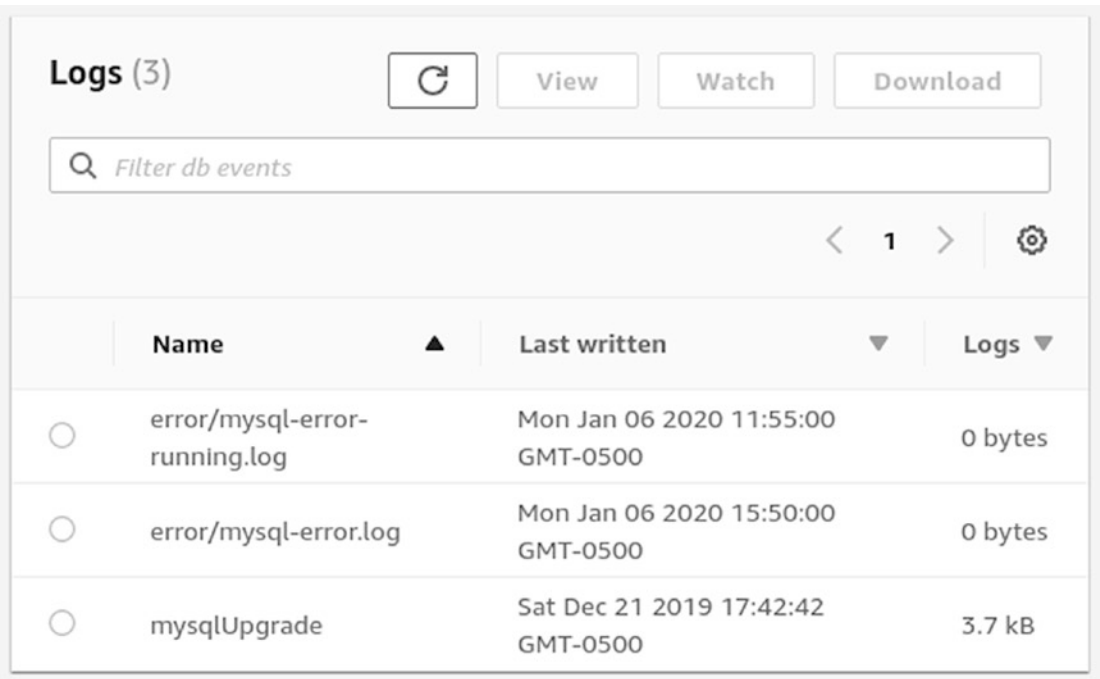 Logs (3)
View
Watch
Download
Filter db events
1
Name
Last written
Logs
error/mysql-error-
running.log
Mon Jan 06 2020 11:55:00
GMT-0500
0 bytes
error/mysql-error.log
Mon Jan 06 2020 15:50:00
GMT-0500
0 bytes
mysqlUpgrade
Sat Dec 21 2019 17:42:42
GMT-0500
3.7 kB